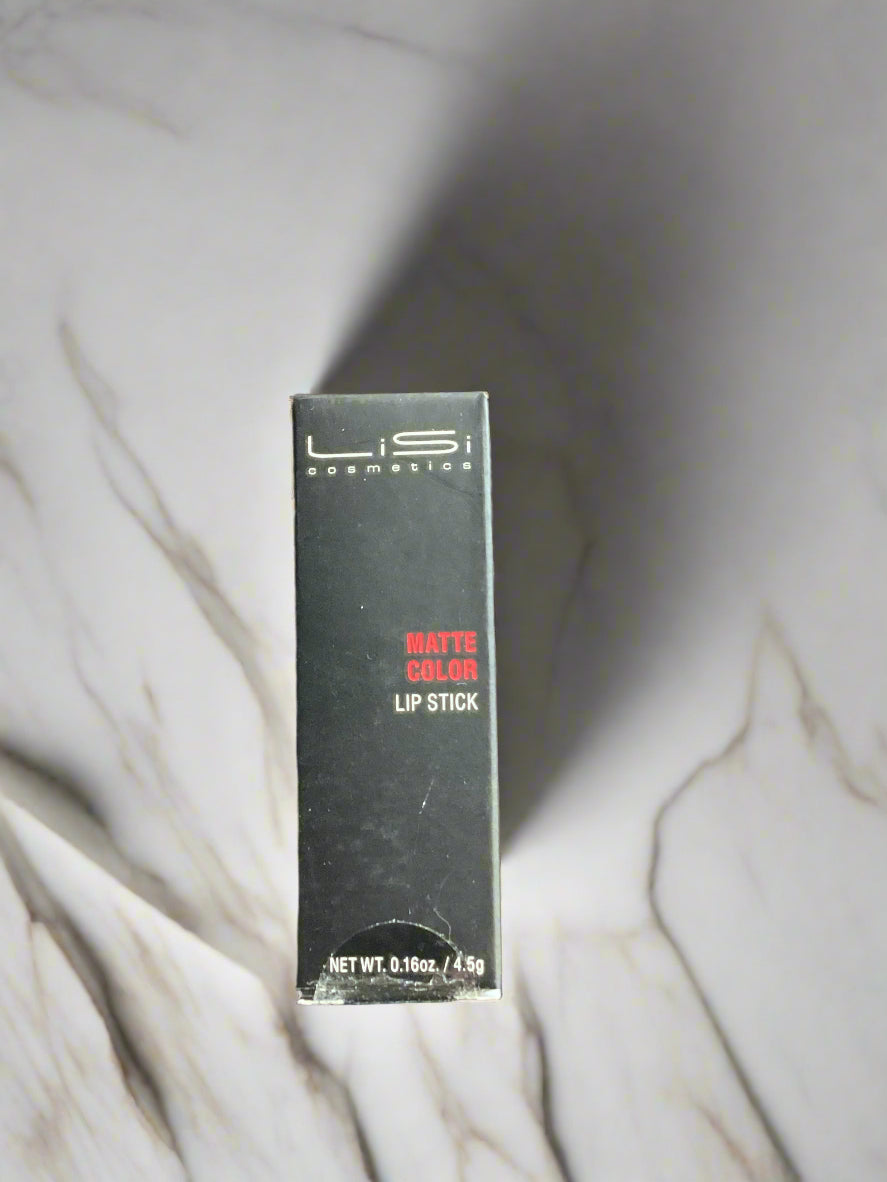 LiSi
cosmetics
MATTE
COLOR
LIP STICK
NET WT. 0.16oz. / 4.5g